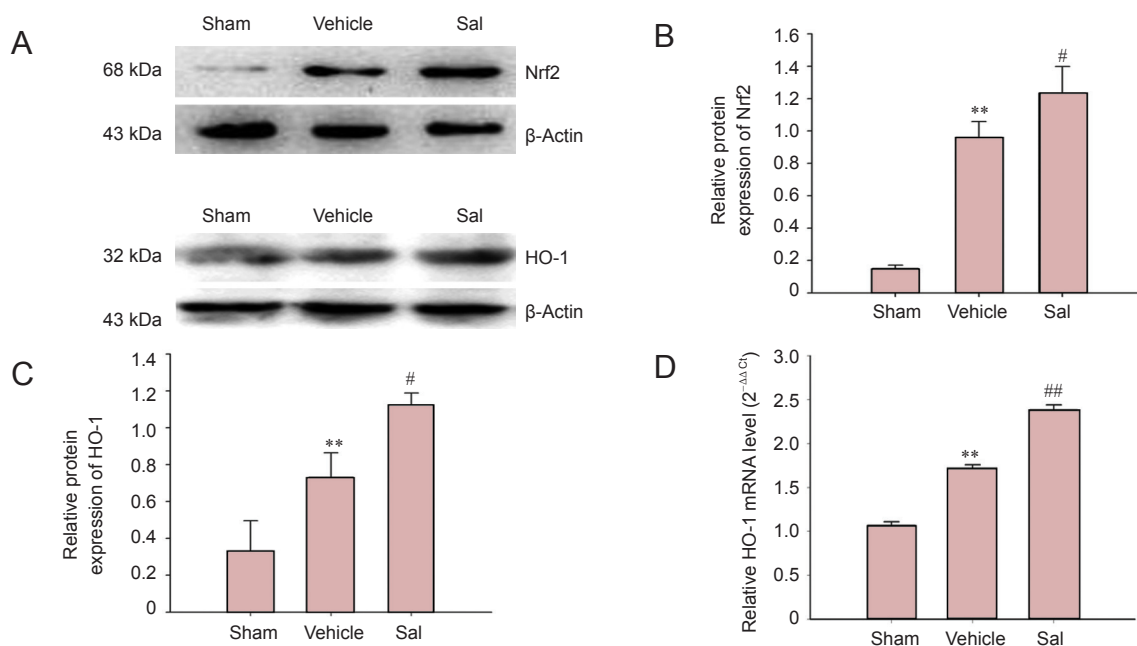 A
Sham Vehicle Sal
68 kDa Nrf2
43 kDa β-Actin
Sham Vehicle Sal
32 kDa HO-1
43 kDa β-Actin
B
Relative protein
expression of Nrf2
1.6
1.4
1.2
1.0
0.8
0.6
0.4
0.2
0
**
#
Sham Vehicle Sal
C
Relative protein
expression of HO-1
1.4
1.2
1.0
0.8
0.6
0.4
0.2
0
**
#
Sham Vehicle Sal
D
Relative HO-1 mRNA level (2^−ΔΔCt)
3.0
2.5
2.0
1.5
1.0
0.5
0
**
##
Sham Vehicle Sal